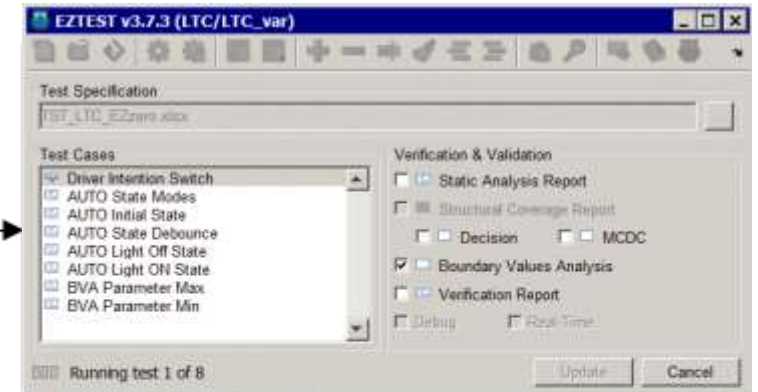 EZTEST v3.7.3 (LTC/LTC_var)
Test Specification
TST_LTC_EZzero.xlsx
Test Cases
Driver Intention Switch
AUTO State Modes
AUTO Initial State
AUTO State Debounce
AUTO Light Off State
AUTO Light ON State
BVA Parameter Max
BVA Parameter Min
Verification & Validation
Static Analysis Report
Structural Coverage Report
Decision MCDC
Boundary Values Analysis
Verification Report
Debug Real-Time
Running test 1 of 8
Update Cancel